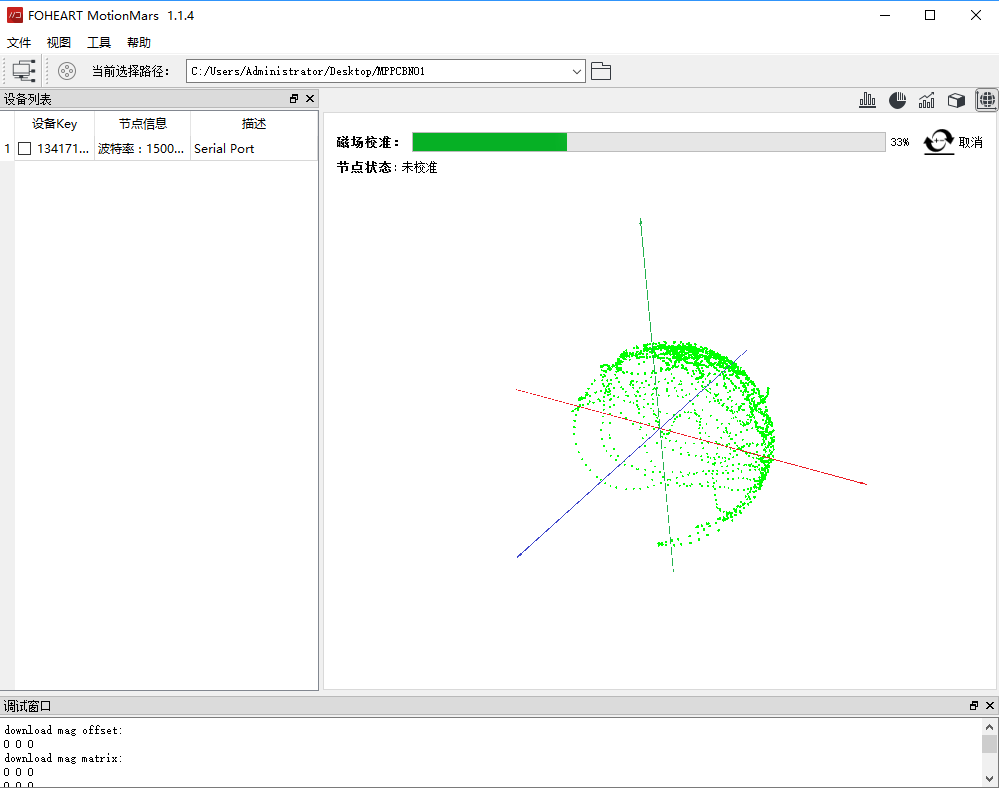 FOHEART MotionMars 1.1.4
文件 视图 工具 帮助
当前选择路径: C:/Users/Administrator/Desktop/MPPCBNO1
设备列表
设备Key 节点信息 描述
1 134171... 波特率：1500... Serial Port
磁场校准: 33% 取消
节点状态: 未校准
调试窗口
download mag offset:
0 0 0
download mag matrix:
0 0 0
0 0 0